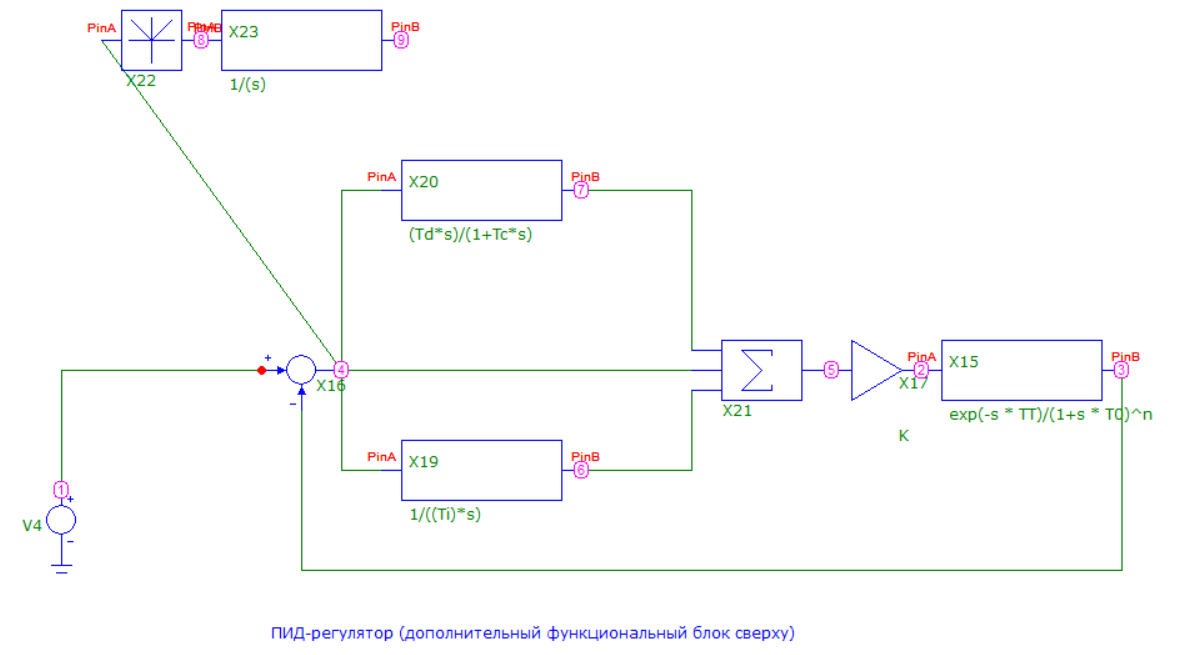 PinA
PinB
PinA
8
X23
PinB
9
X22
1/(s)
PinA
X20
PinB
7
(Td*s)/(1+Tc*s)
+
X16
4
−
X21
5
X17
K
PinA
2
X15
PinB
3
exp(-s * TT)/(1+s * T0)^n
PinA
X19
PinB
6
1/((Ti)*s)
1
+
V4
−
ПИД-регулятор (дополнительный функциональный блок сверху)